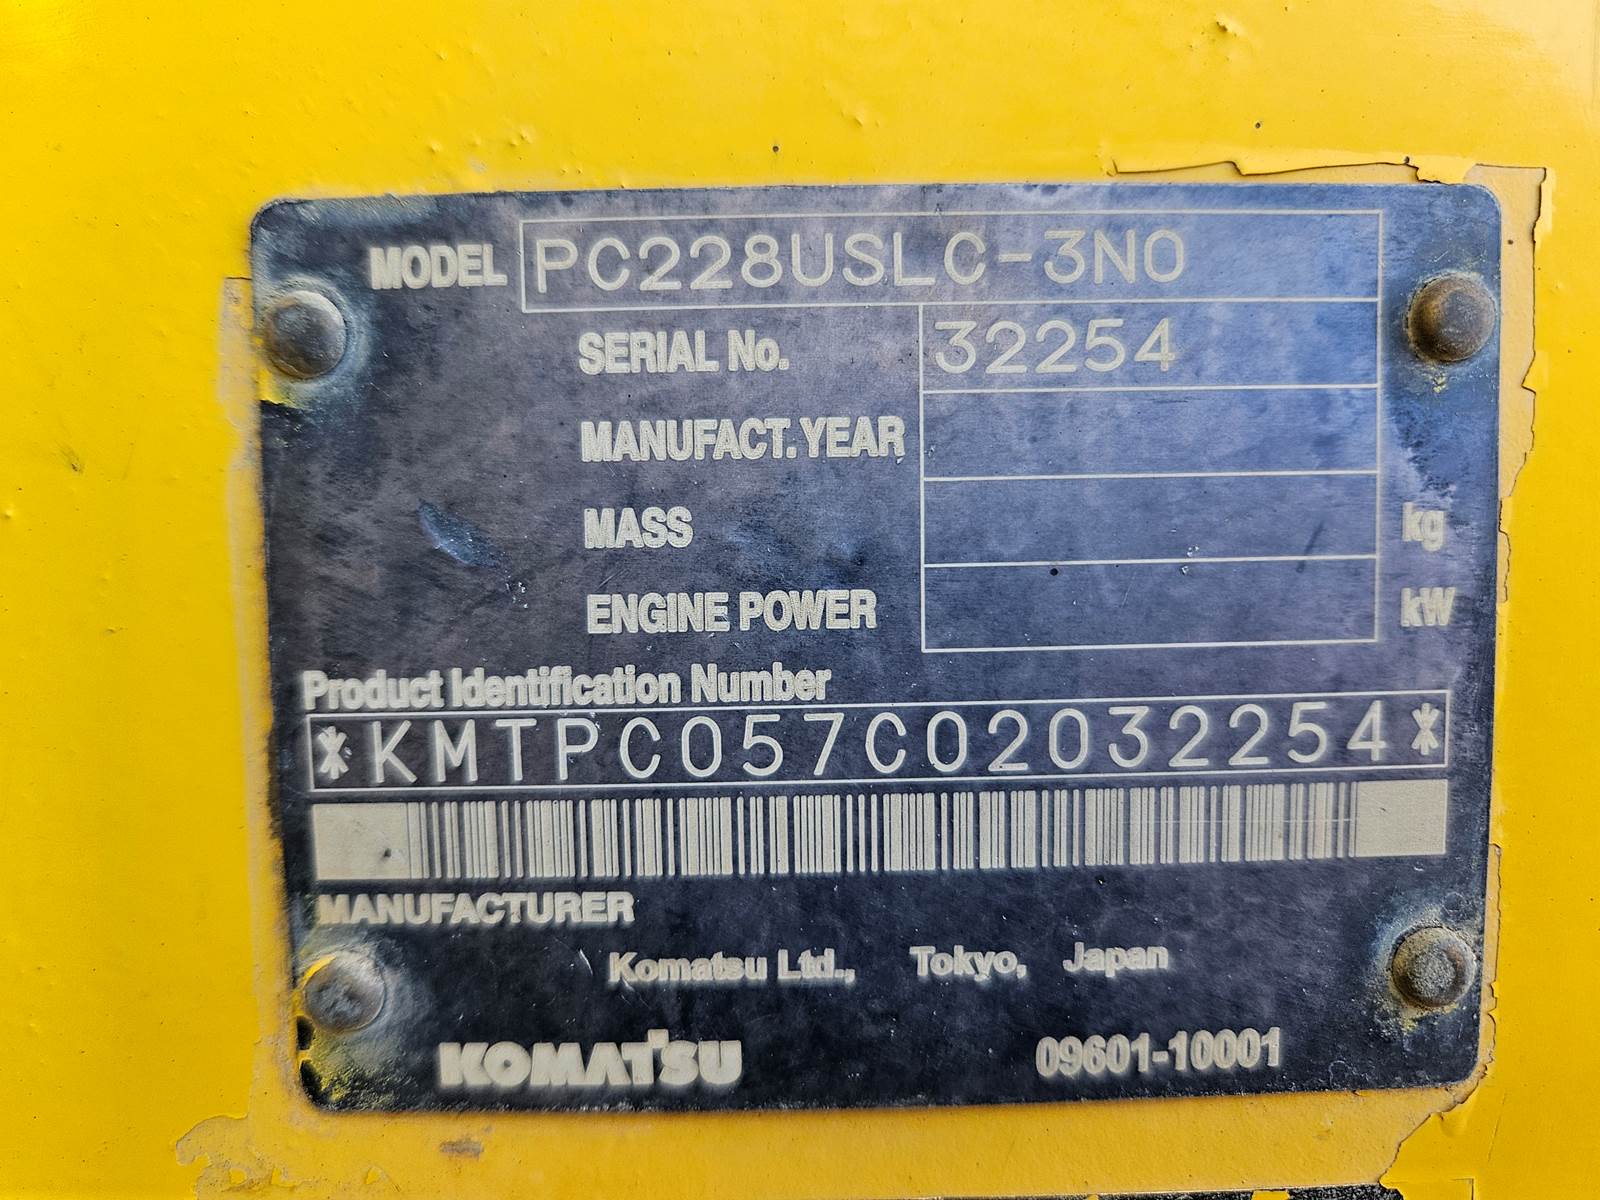 MODEL PC228USLC-3N0
SERIAL No. 32254
MANUFACT. YEAR
MASS kg
ENGINE POWER kW
Product Identification Number
*KMTPC057C02032254*
MANUFACTURER
Komatsu Ltd., Tokyo, Japan
KOMATSU 09601-10001